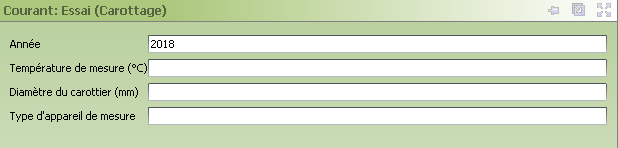 Courant: Essai (Carottage)
Année 2018
Température de mesure (°C)
Diamètre du carottier (mm)
Type d'appareil de mesure